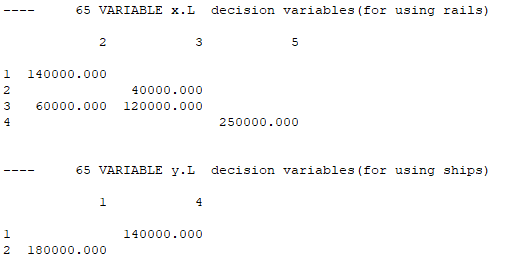 ---- 65 VARIABLE x.L decision variables(for using rails)
2 3 5
1 140000.000
2 40000.000
3 60000.000 120000.000
4 250000.000
---- 65 VARIABLE y.L decision variables(for using ships)
1 4
1 140000.000
2 180000.000